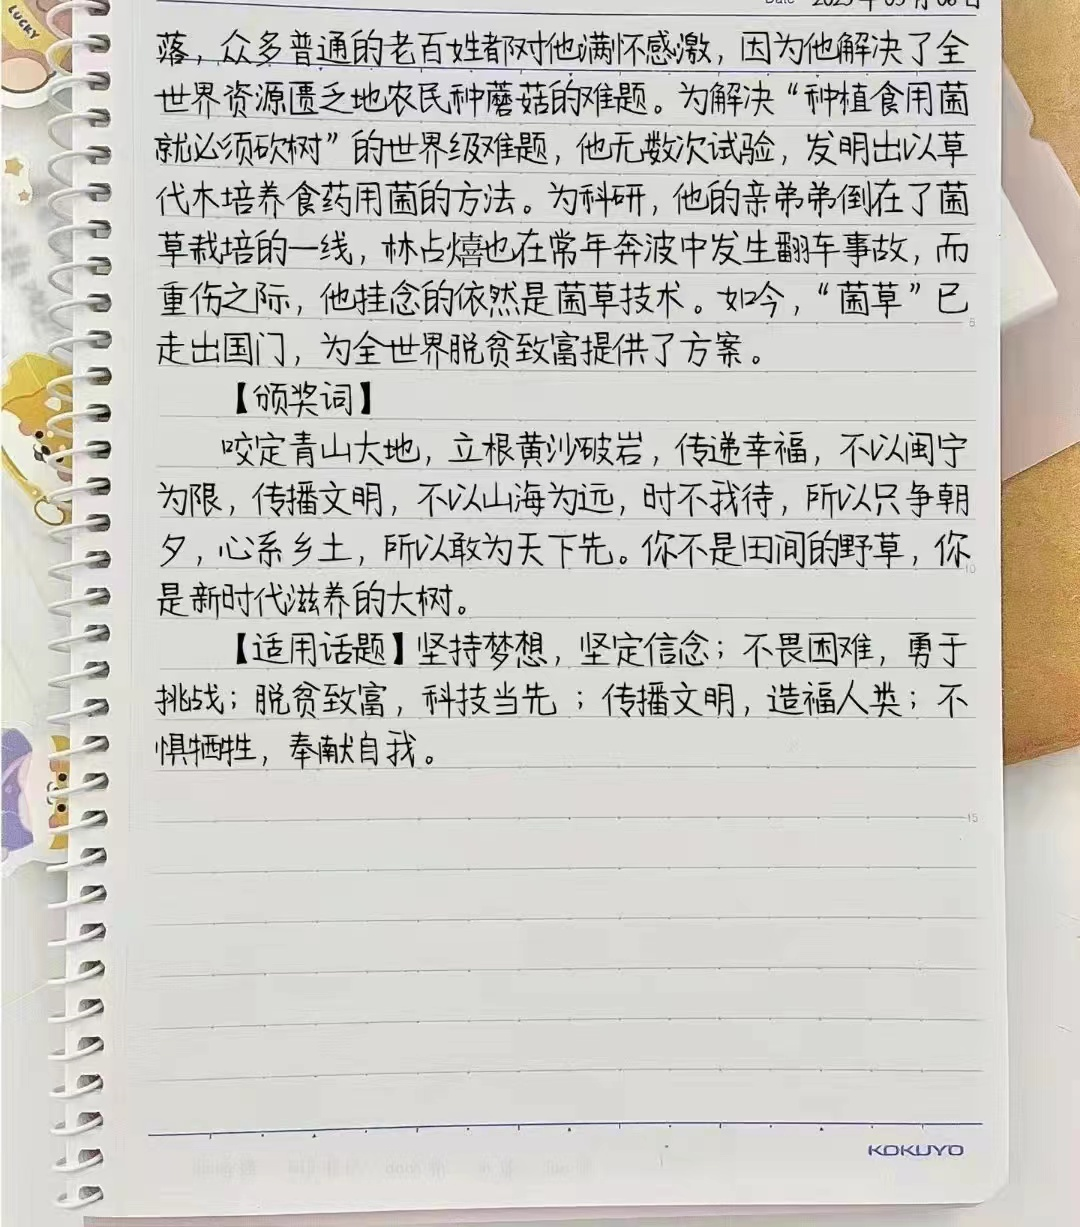 LUCKY
Date
落，众多普通的老百姓都对他满怀感激，因为他解决了全
世界资源匮乏地农民种蘑菇的难题。为解决“种植食用菌
就必须砍树”的世界级难题，他无数次试验，发明出以草
代木培养食药用菌的方法。为科研，他的亲弟弟倒在了菌
草栽培的一线，林占熺也在常年奔波中发生翻车事故，而
重伤之际，他挂念的依然是菌草技术。如今，“菌草”已
5
走出国门，为全世界脱贫致富提供了方案。
【颁奖词】
咬定青山大地，立根黄沙破岩，传递幸福，不以闽宁
为限，传播文明，不以山海为远，时不我待，所以只争朝
夕，心系乡土，所以敢为天下先。你不是田间的野草，你
10
是新时代滋养的大树。
【适用话题】坚持梦想，坚定信念；不畏困难，勇于
挑战；脱贫致富，科技当先；传播文明，造福人类；不
惧牺牲，奉献自我。
15
KOKUYO